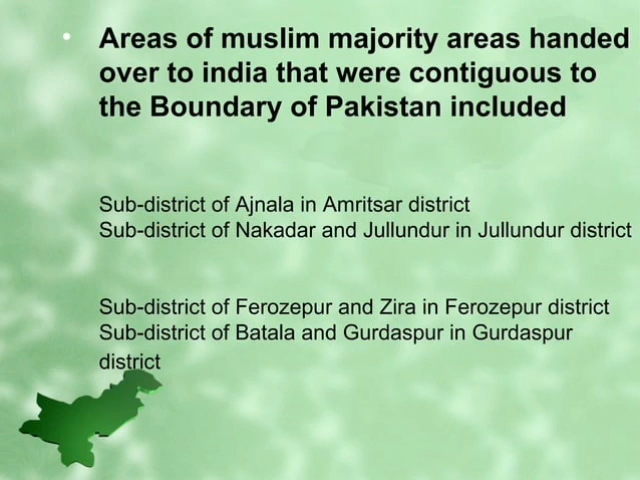 • Areas of muslim majority areas handed
over to india that were contiguous to
the Boundary of Pakistan included
Sub-district of Ajnala in Amritsar district
Sub-district of Nakadar and Jullundur in Jullundur district
Sub-district of Ferozepur and Zira in Ferozepur district
Sub-district of Batala and Gurdaspur in Gurdaspur
district